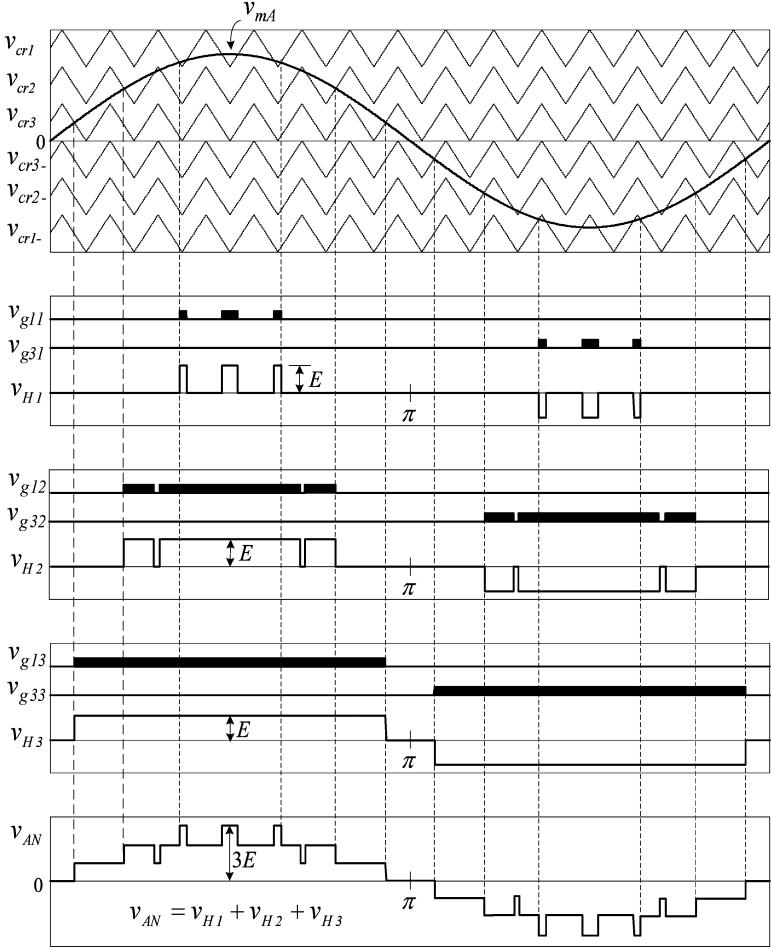 v_mA
v_cr1
v_cr2
v_cr3
0
v_cr3-
v_cr2-
v_cr1-
v_g11
v_g31
v_H1
E
π
v_g12
v_g32
v_H2
E
π
v_g13
v_g33
v_H3
E
π
v_AN
3E
0
π
v_AN = v_H1 + v_H2 + v_H3